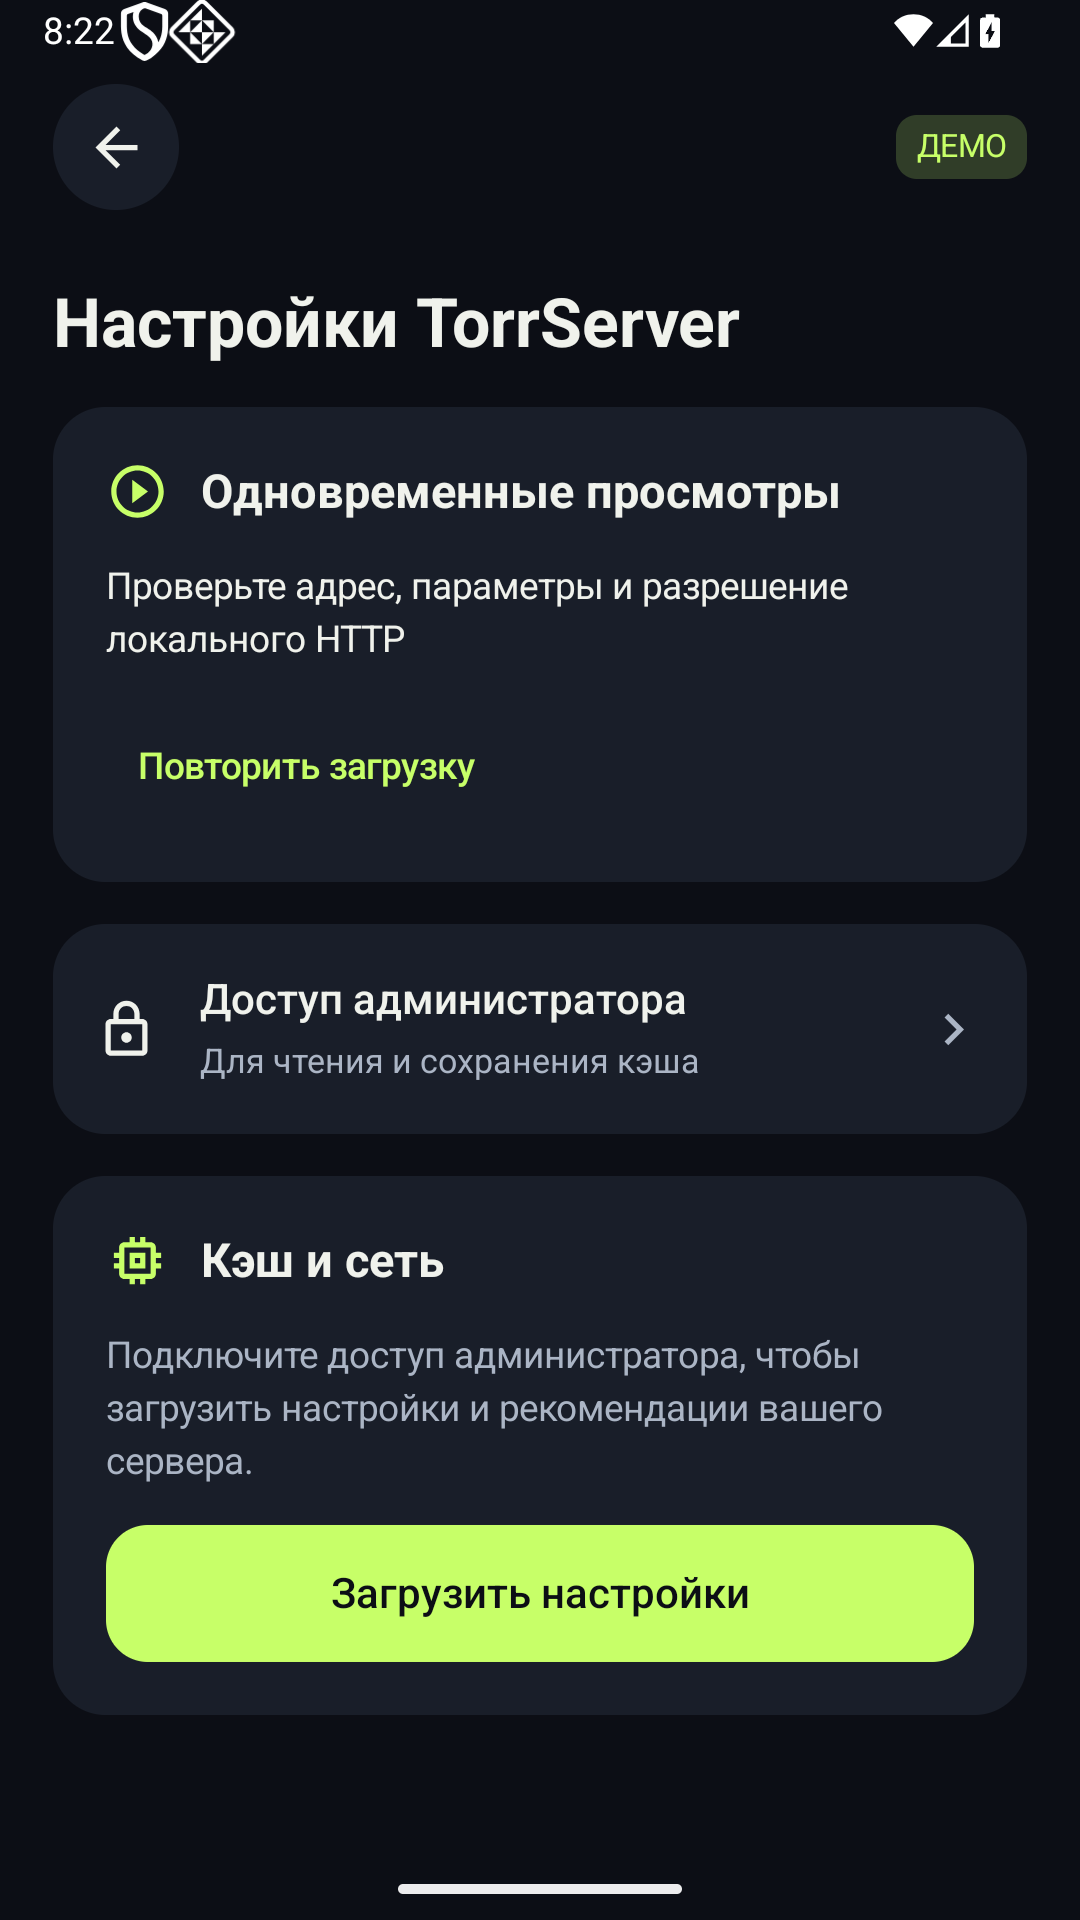 8:22
ДЕМО
Настройки TorrServer
Одновременные просмотры
Проверьте адрес, параметры и разрешение
локального HTTP
Повторить загрузку
Доступ администратора
Для чтения и сохранения кэша
Кэш и сеть
Подключите доступ администратора, чтобы
загрузить настройки и рекомендации вашего
сервера.
Загрузить настройки